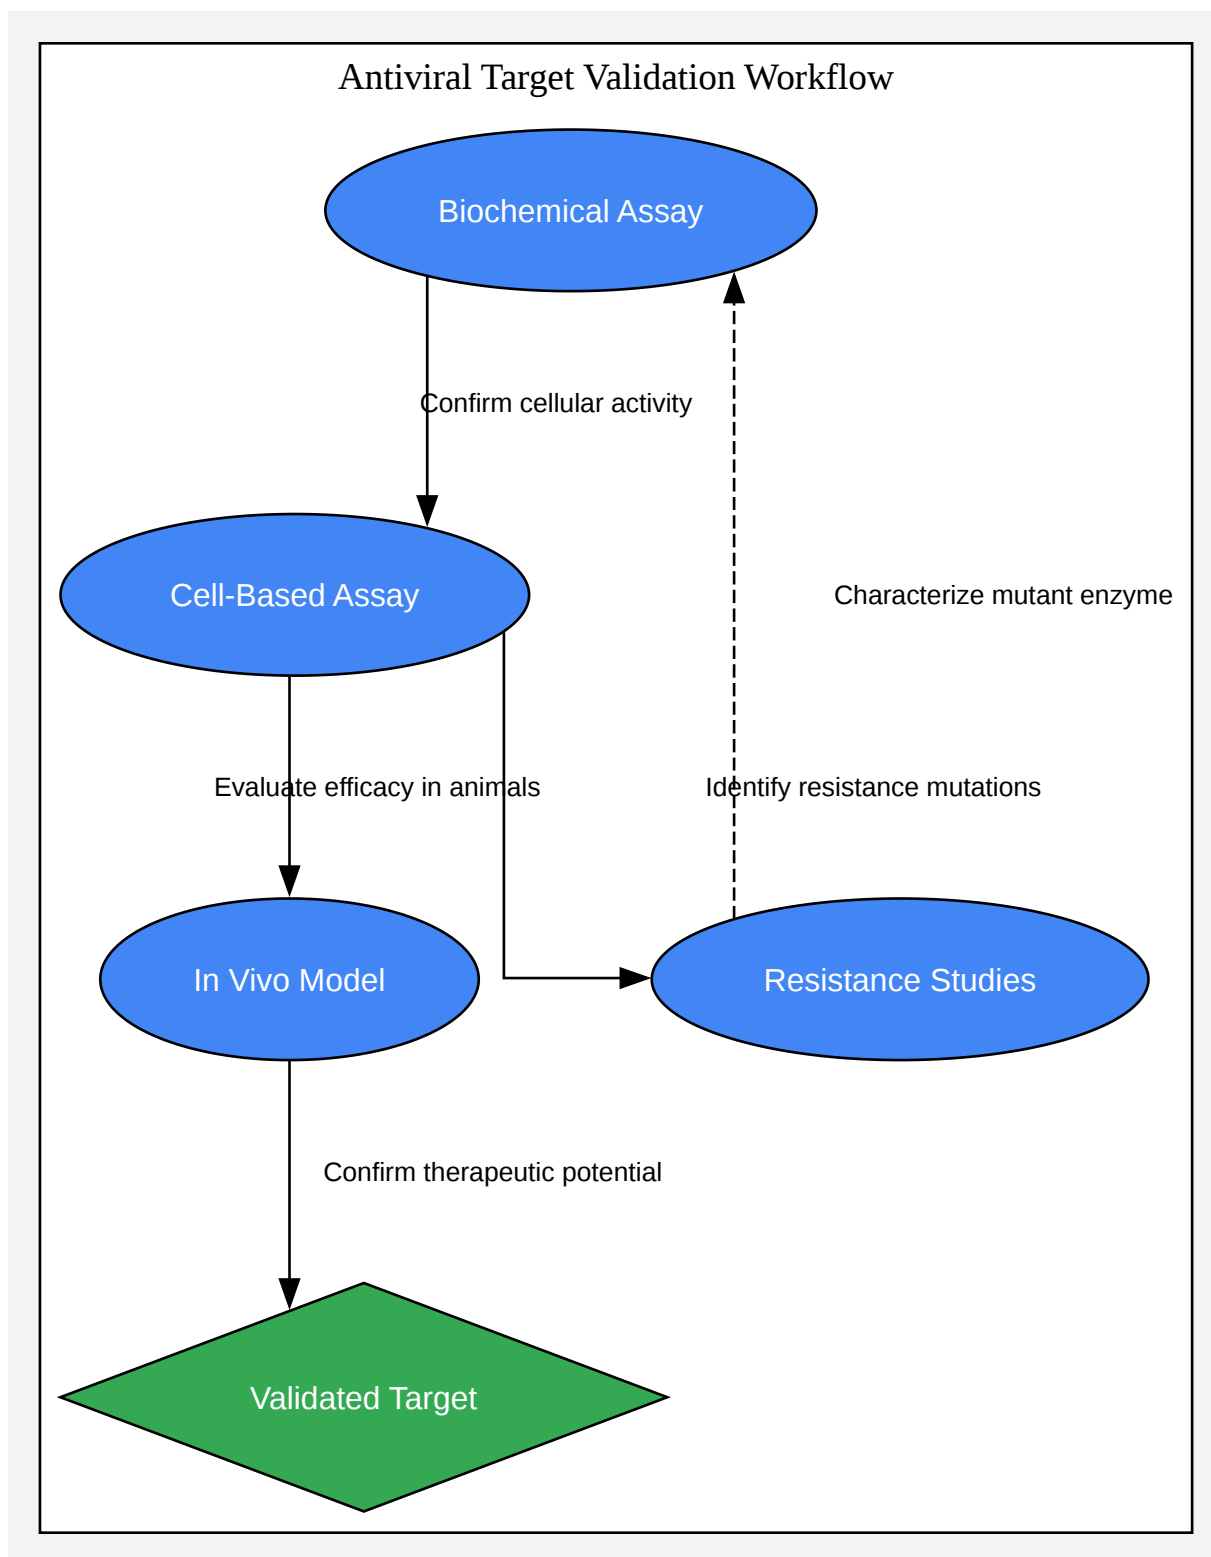 Antiviral Target Validation Workflow
Biochemical Assay
Confirm cellular activity
Cell-Based Assay
Characterize mutant enzyme
Evaluate efficacy in animals
Identify resistance mutations
In Vivo Model
Resistance Studies
Confirm therapeutic potential
Validated Target